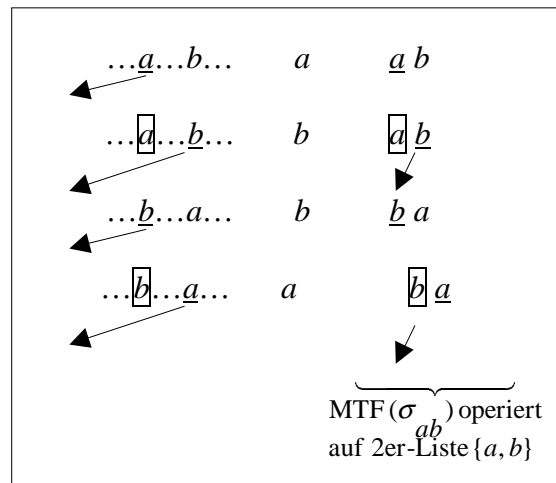 …a…b… a a b
…a…b… b a b
…b…a… b b a
…b…a… a b a
MTF(σab) operiert
auf 2er-Liste{a, b}